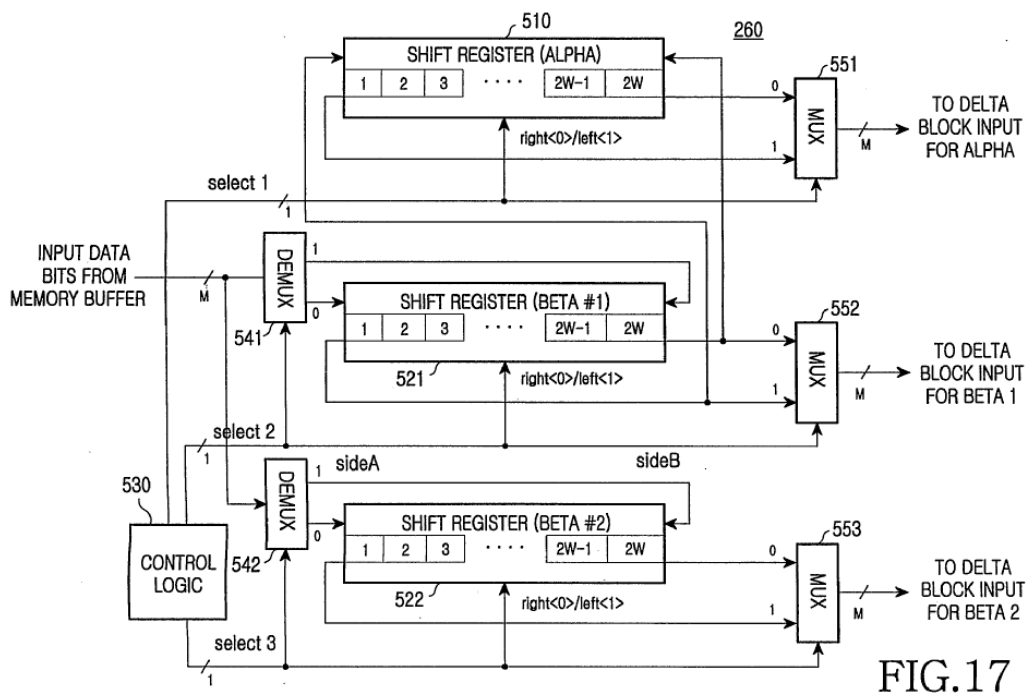 510
260
SHIFT REGISTER (ALPHA)
1 2 3 · · · · 2W-1 2W
551
0
MUX
1
M
TO DELTA
BLOCK INPUT
FOR ALPHA
right<0>/left<1>
select 1
1
INPUT DATA
BITS FROM
MEMORY BUFFER
M
DEMUX
1
0
541
SHIFT REGISTER (BETA #1)
1 2 3 · · · · 2W-1 2W
521
right<0>/left<1>
552
0
MUX
1
M
TO DELTA
BLOCK INPUT
FOR BETA 1
select 2
1
sideA
sideB
530
CONTROL
LOGIC
DEMUX
1
0
542
SHIFT REGISTER (BETA #2)
1 2 3 · · · · 2W-1 2W
522
right<0>/left<1>
553
0
MUX
1
M
TO DELTA
BLOCK INPUT
FOR BETA 2
select 3
1
FIG.17